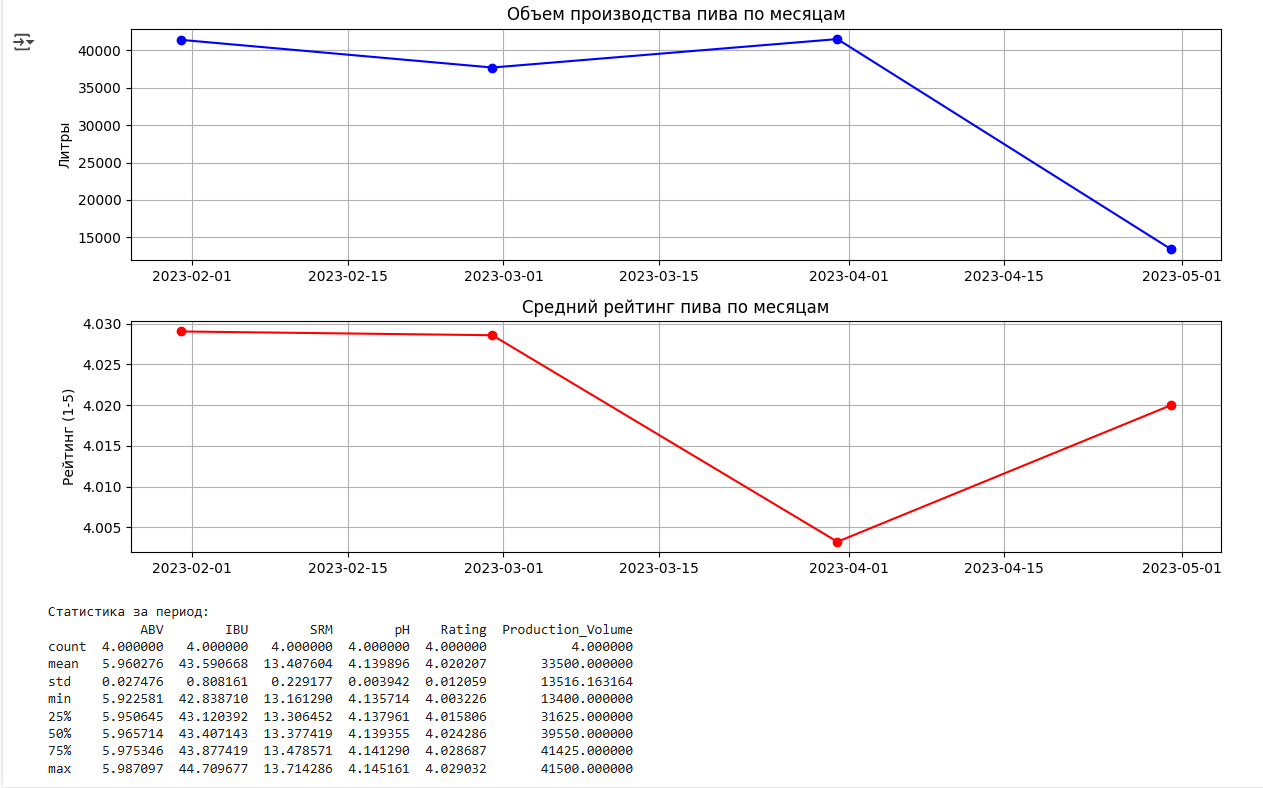 Объем производства пива по месяцам
40000
35000
30000
25000
20000
15000
Литры
2023-02-01 2023-02-15 2023-03-01 2023-03-15 2023-04-01 2023-04-15 2023-05-01
Средний рейтинг пива по месяцам
4.030
4.025
4.020
4.015
4.010
4.005
Рейтинг (1-5)
2023-02-01 2023-02-15 2023-03-01 2023-03-15 2023-04-01 2023-04-15 2023-05-01
Статистика за период:
ABV IBU SRM pH Rating Production_Volume
count 4.000000 4.000000 4.000000 4.000000 4.000000 4.000000
mean 5.960276 43.590668 13.407604 4.139896 4.020207 33500.000000
std 0.027476 0.808161 0.229177 0.003942 0.012059 13516.163164
min 5.922581 42.838710 13.161290 4.135714 4.003226 13400.000000
25% 5.950645 43.120392 13.306452 4.137961 4.015806 31625.000000
50% 5.965714 43.407143 13.377419 4.139355 4.024286 39550.000000
75% 5.975346 43.877419 13.478571 4.141290 4.028687 41425.000000
max 5.987097 44.709677 13.714286 4.145161 4.029032 41500.000000